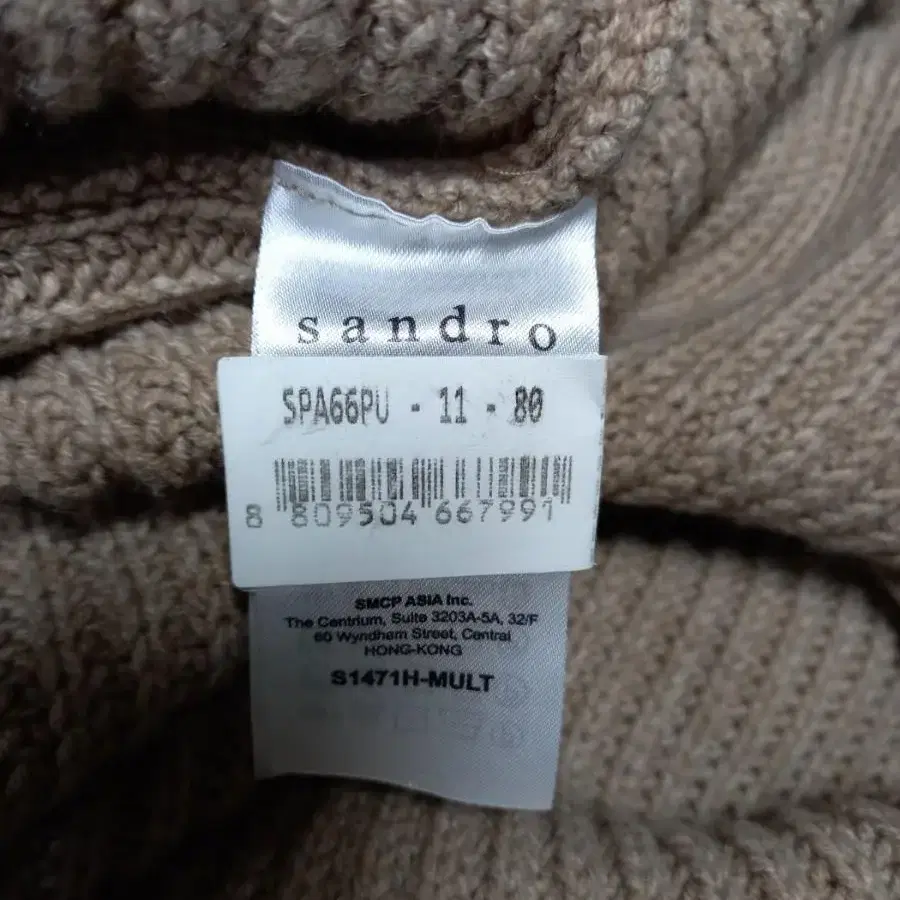 sandro
SPA66PU - 11 - 80
8 809504 667991
SMCP ASIA Inc.
The Centrium, Suite 3203A-5A, 32/F
60 Wyndham Street, Central
HONG-KONG
S1471H-MULT